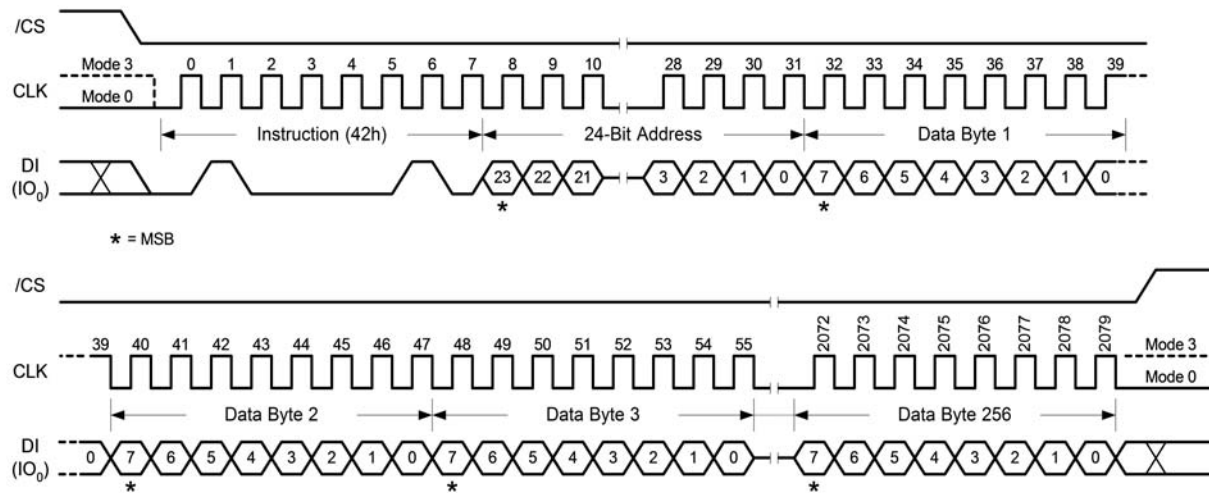 /CS
Mode 3 0 1 2 3 4 5 6 7 8 9 10 28 29 30 31 32 33 34 35 36 37 38 39
CLK Mode 0
Instruction (42h) 24-Bit Address Data Byte 1
DI
(IO0) 23 22 21 3 2 1 0 7 6 5 4 3 2 1 0
* *
* = MSB
/CS
39 40 41 42 43 44 45 46 47 48 49 50 51 52 53 54 55 2072 2073 2074 2075 2076 2077 2078 2079 Mode 3
CLK Mode 0
Data Byte 2 Data Byte 3 Data Byte 256
DI
(IO0) 0 7 6 5 4 3 2 1 0 7 6 5 4 3 2 1 0 7 6 5 4 3 2 1 0
* * *